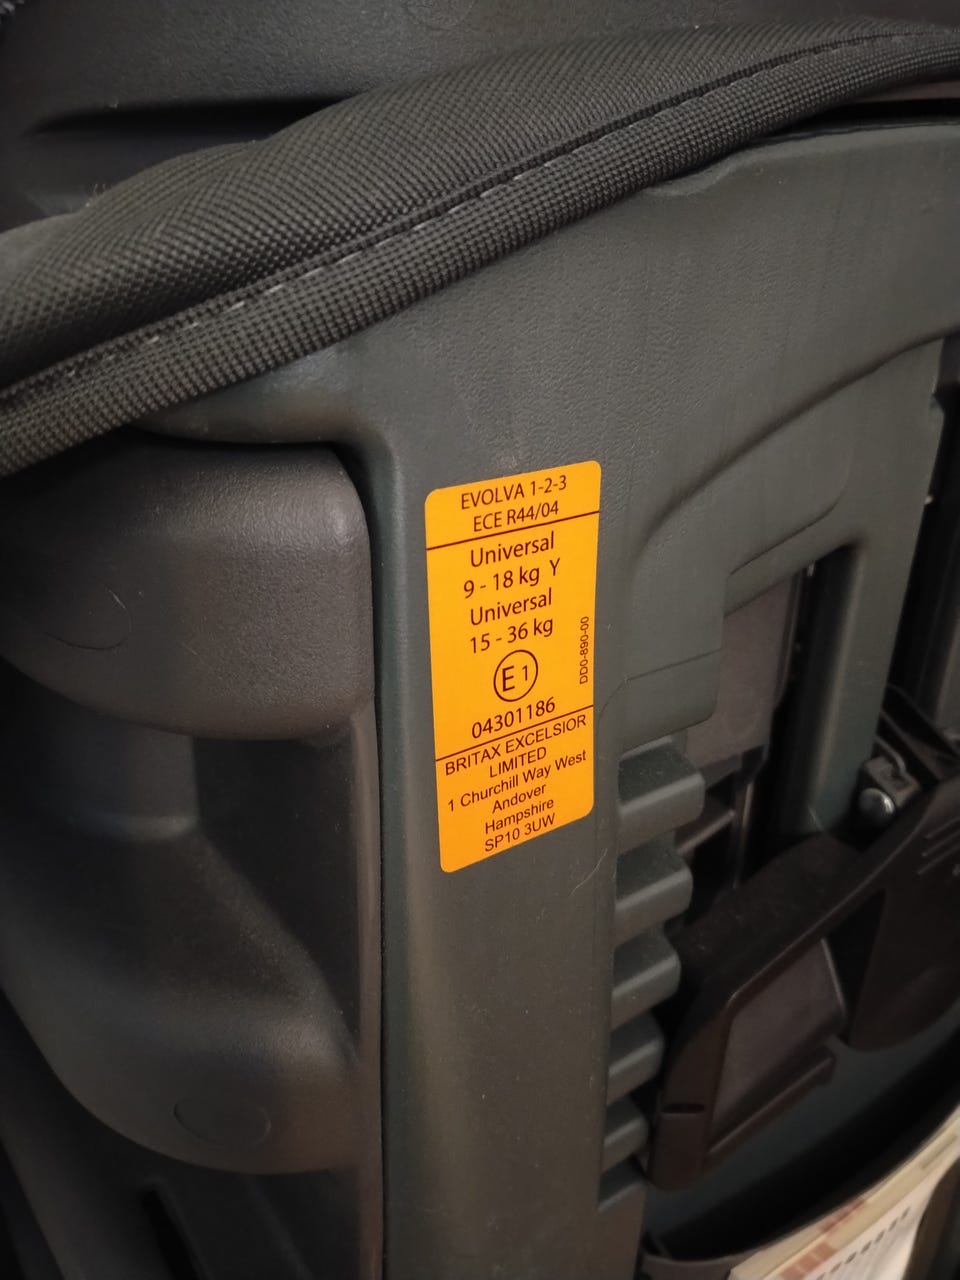 EVOLVA 1-2-3
ECE R44/04
Universal
9 - 18 kg Y
Universal
15 - 36 kg
E 1
04301186
DD0-890-00
BRITAX EXCELSIOR
LIMITED
1 Churchill Way West
Andover
Hampshire
SP10 3UW